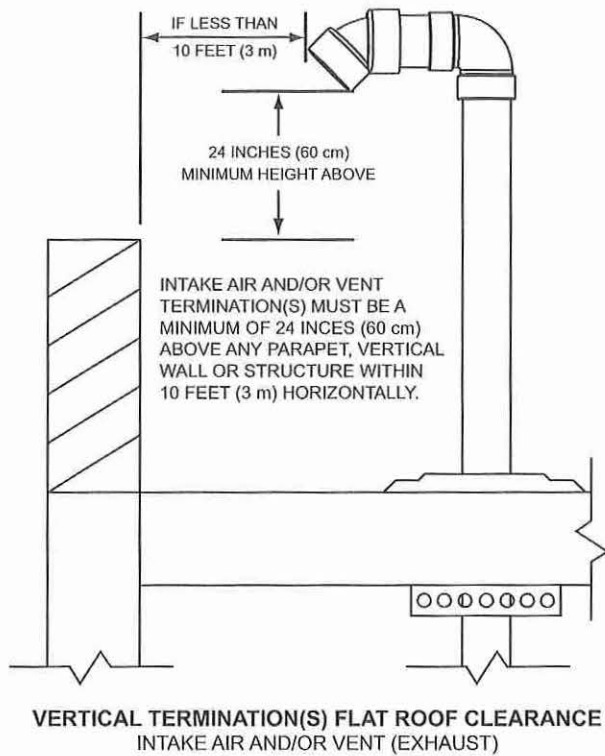 IF LESS THAN
10 FEET (3 m)
24 INCHES (60 cm)
MINIMUM HEIGHT ABOVE
INTAKE AIR AND/OR VENT
TERMINATION(S) MUST BE A
MINIMUM OF 24 INCES (60 cm)
ABOVE ANY PARAPET, VERTICAL
WALL OR STRUCTURE WITHIN
10 FEET (3 m) HORIZONTALLY.
VERTICAL TERMINATION(S) FLAT ROOF CLEARANCE
INTAKE AIR AND/OR VENT (EXHAUST)